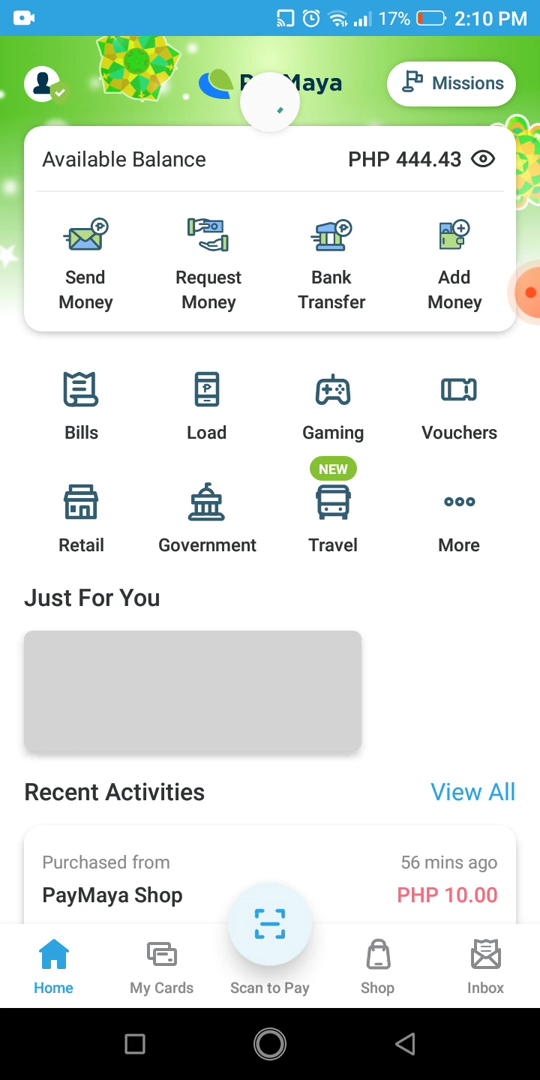 17% 2:10 PM
PayMaya
Missions
Available Balance PHP 444.43
Send Money
Request Money
Bank Transfer
Add Money
Bills
Load
Gaming
Vouchers
NEW
Retail
Government
Travel
More
Just For You
Recent Activities View All
Purchased from 56 mins ago
PayMaya Shop PHP 10.00
Home
My Cards
Scan to Pay
Shop
Inbox